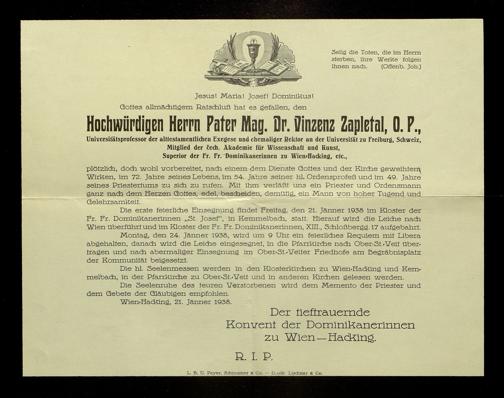 Selig die Toten, die im Herrn
sterben, ihre Werke folgen
ihnen nach. (Offenb. Joh.)
Jesus! Maria! Josef! Dominikus!
Gottes allmächtigem Ratschluß hat es gefallen, den
Hochwürdigen Herrn Pater Mag. Dr. Vinzenz Zapletal, O. P.,
Universitätsprofessor der alttestamentlichen Exegese und ehemaliger Rektor an der Universität zu Freiburg, Schweiz,
Mitglied der čech. Akademie für Wissenschaft und Kunst,
Superior der Fr. Fr. Dominikanerinnen zu Wien-Hacking, etc.,
plötzlich, doch wohl vorbereitet, nach einem dem Dienste Gottes und der Kirche geweihten
Wirken, im 72. Jahre seines Lebens, im 54. Jahre seiner hl. Ordensprofeß und im 49. Jahre
seines Priestertums zu sich zu rufen. Mit ihm verläßt uns ein Priester und Ordensmann
ganz nach dem Herzen Gottes, edel, bescheiden, demütig, ein Mann von hoher Tugend und
Gelehrsamkeit.
Die erste feierliche Einsegnung findet Freitag, den 21. Jänner 1938 im Kloster der
Fr. Fr. Dominikanerinnen „St. Josef", in Kemmelbach, statt. Hierauf wird die Leiche nach
Wien überführt und im Kloster der Fr. Fr. Dominikanerinnen, XIII., Schloßberg. 17 aufgebahrt.
Montag, den 24. Jänner 1938, wird um 9 Uhr ein feierliches Requiem mit Libera
abgehalten, danach wird die Leiche eingesegnet, in die Pfarrkirche nach Ober-St-Veit über-
tragen und nach abermaliger Einsegnung im Ober-St-Veiter Friedhofe am Begräbnisplatz
der Kommunität beigesetzt.
Die hl. Seelenmessen werden in den Klosterkirchen zu Wien-Hacking und Kem-
melbach, in der Pfarrkirche zu Ober-St-Veit und in anderen Kirchen gelesen werden.
Die Seelenruhe des teuren Verstorbenen wird dem Memento der Priester und
dem Gebete der Gläubigen empfohlen.
Wien-Hacking, 21. Jänner 1938.
Der tieftrauernde
Konvent der Dominikanerinnen
zu Wien—Hacking.
R. I. P.